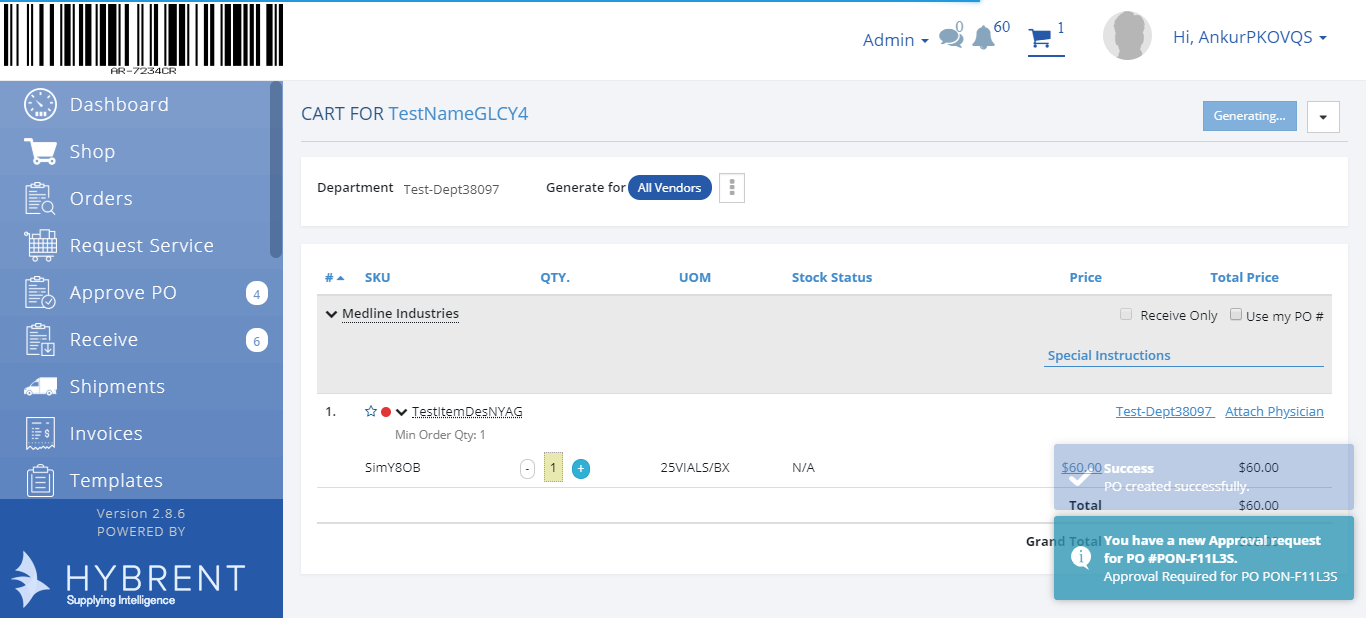 AR-7234CR
Admin
0
60
1
Hi, AnkurPKOVQS
Dashboard
Shop
Orders
Request Service
Approve PO
4
Receive
6
Shipments
Invoices
Templates
Version 2.8.6
POWERED BY
HYBRENT
Supplying Intelligence
CART FOR TestNameGLCY4
Generating...
Department Test-Dept38097 Generate for All Vendors
# SKU QTY. UOM Stock Status Price Total Price
Medline Industries Receive Only Use my PO #
Special Instructions
1. TestItemDesNYAG Test-Dept38097 Attach Physician
Min Order Qty: 1
SimY8OB - 1 + 25VIALS/BX N/A $60.00 $60.00
Success
PO created successfully.
Total $60.00
Grand Total
You have a new Approval request
for PO #PON-F11L3S.
Approval Required for PO PON-F11L3S